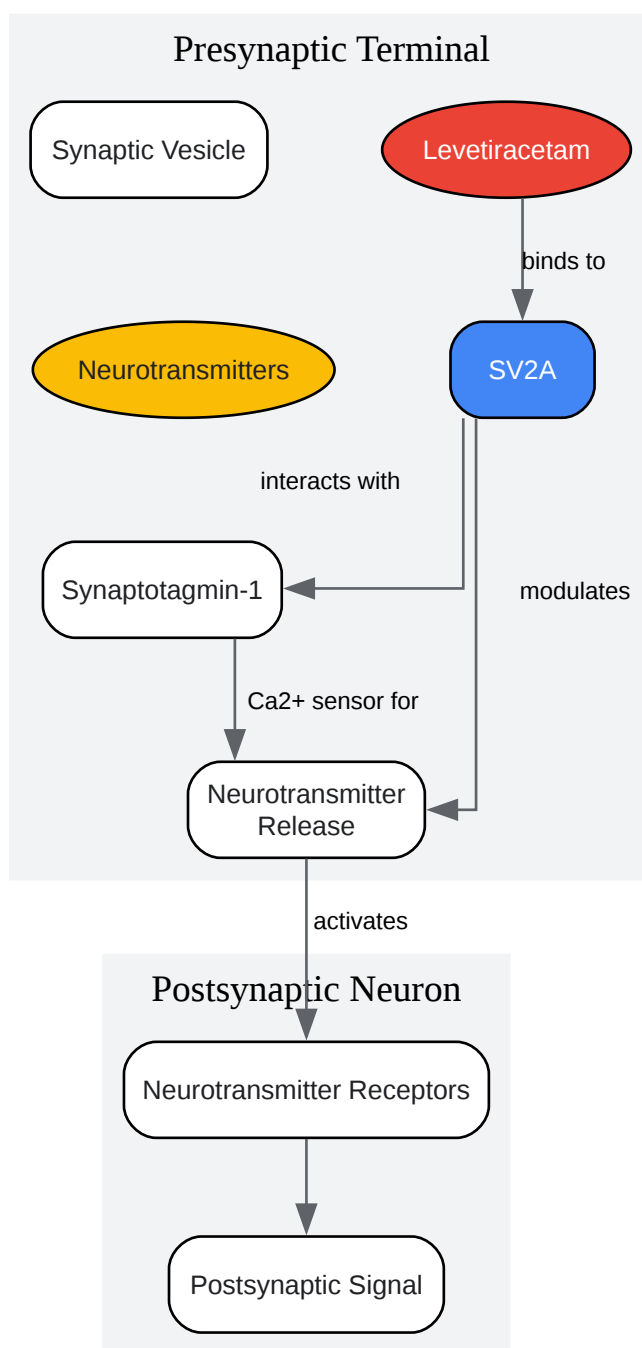 Presynaptic Terminal
Synaptic Vesicle
Levetiracetam
binds to
Neurotransmitters
SV2A
interacts with
Synaptotagmin-1
modulates
Ca2+ sensor for
Neurotransmitter
Release
activates
Postsynaptic Neuron
Neurotransmitter Receptors
Postsynaptic Signal